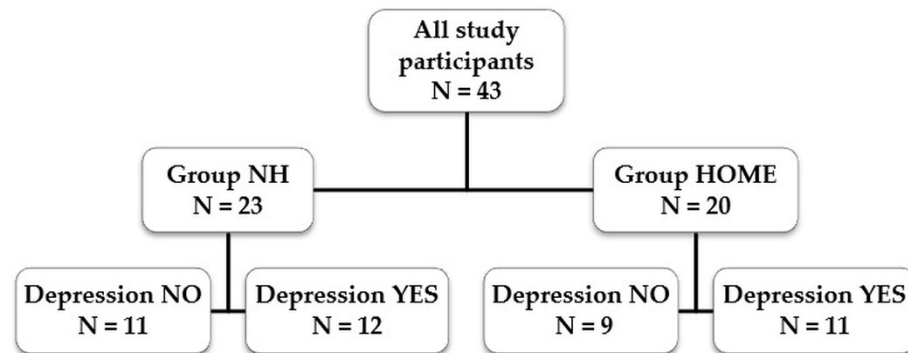 All study
participants
N = 43
Group NH
N = 23
Group HOME
N = 20
Depression NO
N = 11
Depression YES
N = 12
Depression NO
N = 9
Depression YES
N = 11